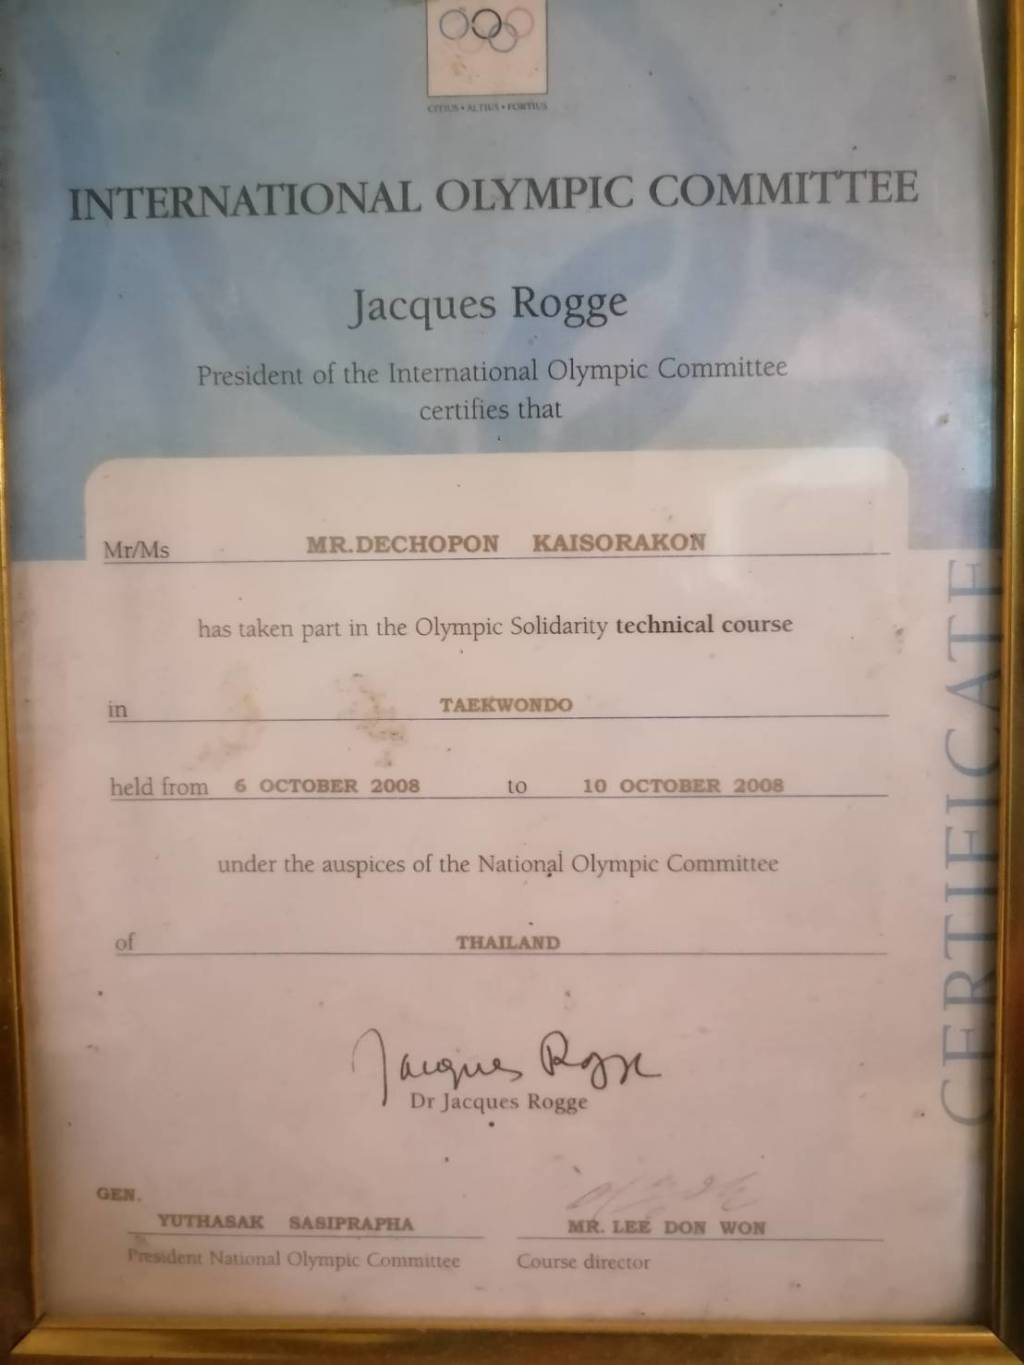 CITIUS • ALTIUS • FORTIUS
INTERNATIONAL OLYMPIC COMMITTEE
Jacques Rogge
President of the International Olympic Committee
certifies that
Mr/Ms MR.DECHOPON KAISORAKON
has taken part in the Olympic Solidarity technical course
in TAEKWONDO
held from 6 OCTOBER 2008 to 10 OCTOBER 2008
under the auspices of the National Olympic Committee
of THAILAND
Jacques Rogge
Dr Jacques Rogge
GEN.
YUTHASAK SASIPRAPHA
MR. LEE DON WON
President National Olympic Committee
Course director
CERTIFICATE